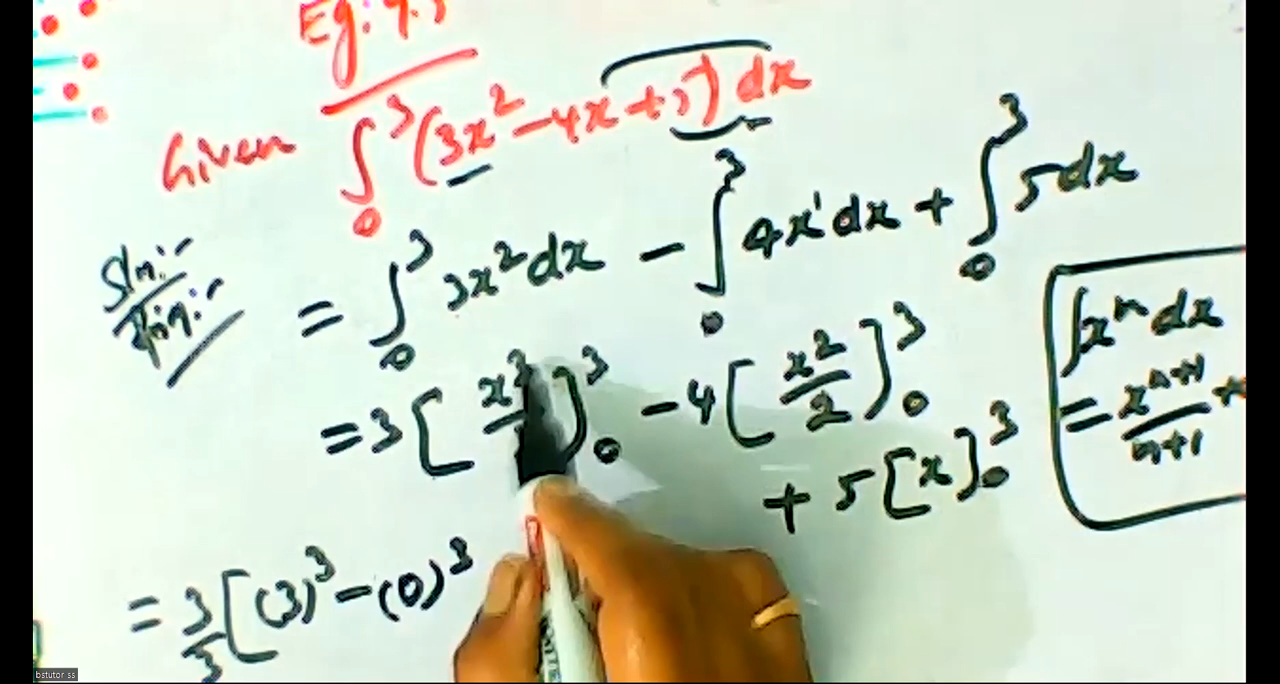 Given ∫₀³ (3x² - 4x + 5) dx
Sln:-
= ∫₀³ 3x² dx - ∫₀³ 4x¹ dx + ∫₀³ 5 dx
= 3 [x³/ ]₀³ - 4 [x²/2]₀³
+ 5 [x]₀³
= 3/3 [(3)³ - (0)³
∫xⁿ dx
= xⁿ⁺¹/n+1 +
bstutor ss